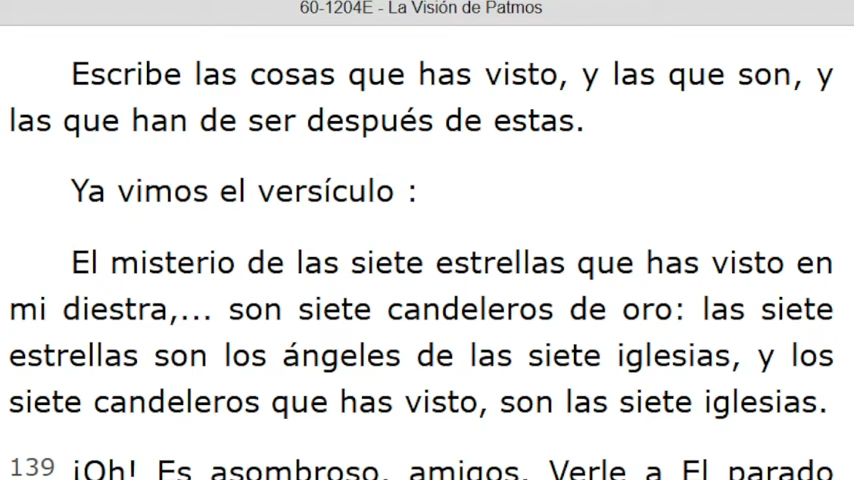 60-1204E - La Visión de Patmos
Escribe las cosas que has visto, y las que son, y
las que han de ser después de estas.
Ya vimos el versículo :
El misterio de las siete estrellas que has visto en
mi diestra,... son siete candeleros de oro: las siete
estrellas son los ángeles de las siete iglesias, y los
siete candeleros que has visto, son las siete iglesias.
139 ¡Oh! Es asombroso, amigos. Verle a El parado